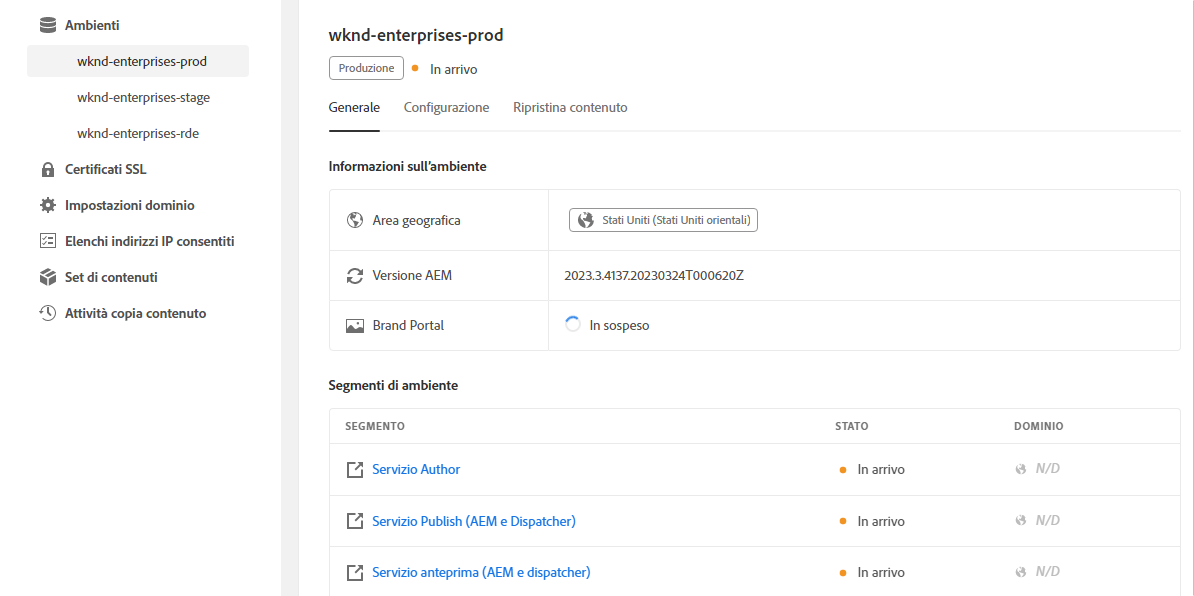 Ambienti
wknd-enterprises-prod
wknd-enterprises-stage
wknd-enterprises-rde
Certificati SSL
Impostazioni dominio
Elenchi indirizzi IP consentiti
Set di contenuti
Attività copia contenuto
wknd-enterprises-prod
Produzione In arrivo
Generale Configurazione Ripristina contenuto
Informazioni sull'ambiente
Area geografica Stati Uniti (Stati Uniti orientali)
Versione AEM 2023.3.4137.20230324T000620Z
Brand Portal In sospeso
Segmenti di ambiente
SEGMENTO STATO DOMINIO
Servizio Author In arrivo N/D
Servizio Publish (AEM e Dispatcher) In arrivo N/D
Servizio anteprima (AEM e dispatcher) In arrivo N/D